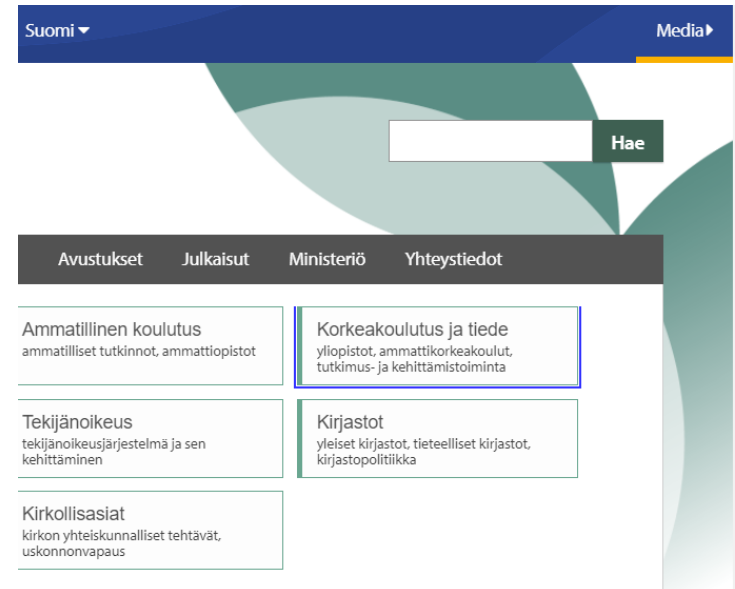 Suomi
Media
Hae
Avustukset Julkaisut Ministeriö Yhteystiedot
Ammatillinen koulutus
ammatilliset tutkinnot, ammattiopistot
Korkeakoulutus ja tiede
yliopistot, ammattikorkeakoulut,
tutkimus- ja kehittämistoiminta
Tekijänoikeus
tekijänoikeusjärjestelmä ja sen
kehittäminen
Kirjastot
yleiset kirjastot, tieteelliset kirjastot,
kirjastopolitiikka
Kirkollisasiat
kirkon yhteiskunnalliset tehtävät,
uskonnonvapaus